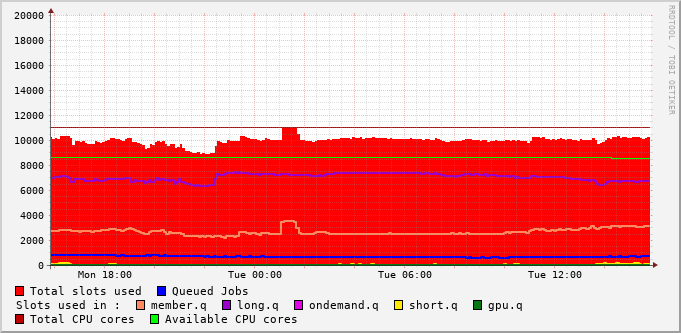 20000
18000
16000
14000
12000
10000
8000
6000
4000
2000
0
Mon 18:00 Tue 00:00 Tue 06:00 Tue 12:00
RRDTOOL / TOBI OETIKER
Total slots used Queued Jobs
Slots used in : member.q long.q ondemand.q short.q gpu.q
Total CPU cores Available CPU cores